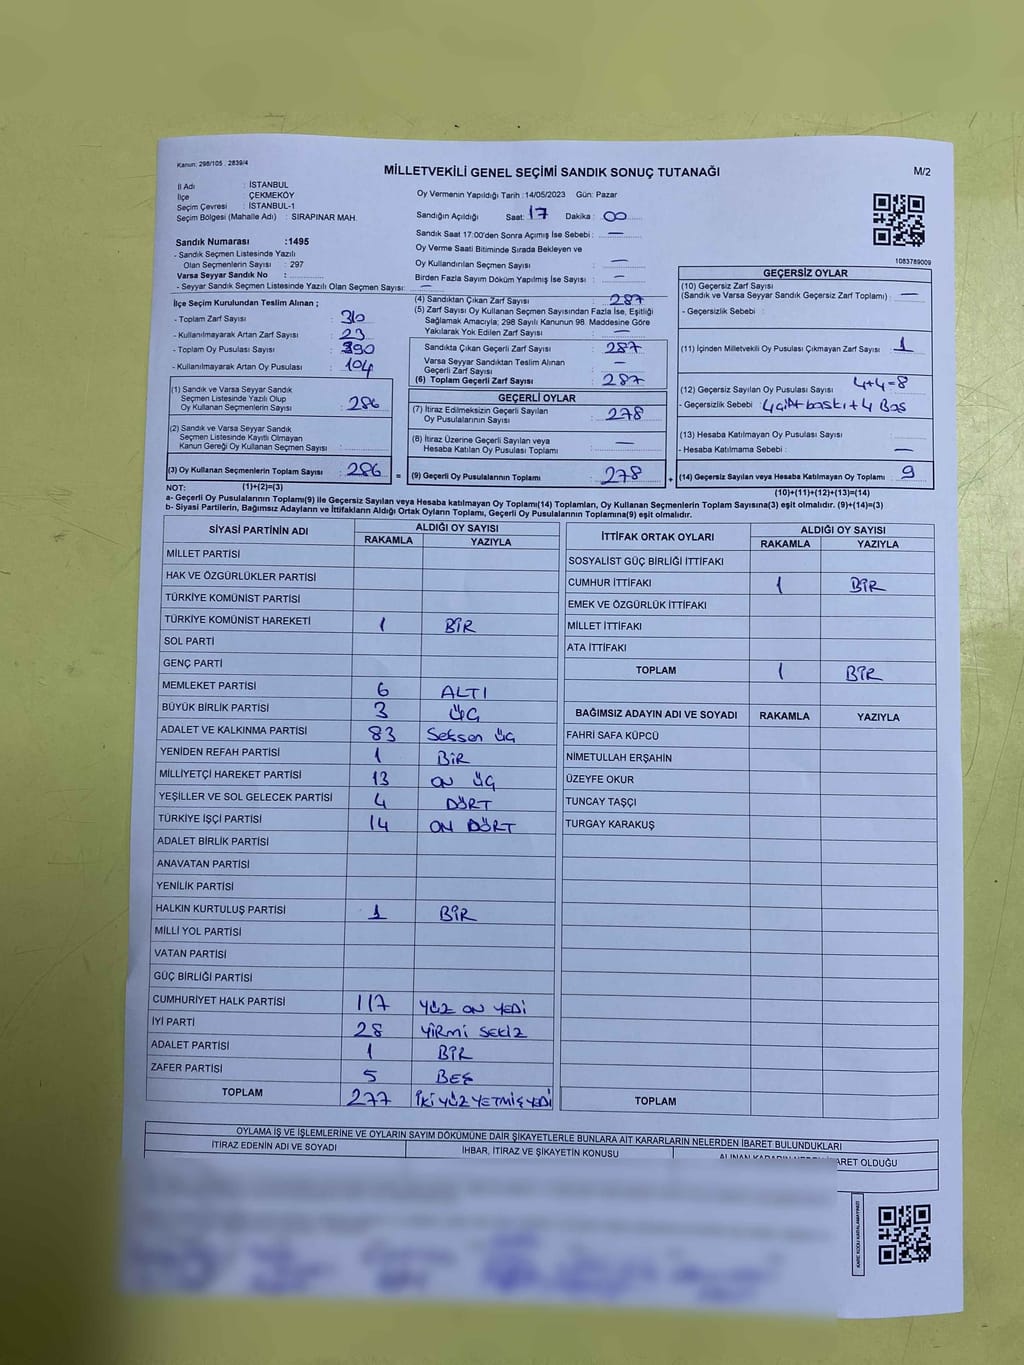 Kanun: 298/105 . 2839/4
MİLLETVEKİLİ GENEL SEÇİMİ SANDIK SONUÇ TUTANAĞI
M/2
İl Adı : İSTANBUL
İlçe : ÇEKMEKÖY
Seçim Çevresi : İSTANBUL-1
Seçim Bölgesi (Mahalle Adı) : SIRAPINAR MAH.
Oy Vermenin Yapıldığı Tarih : 14/05/2023 Gün: Pazar
Sandığın Açıldığı Saat: 17 Dakika : 00
Sandık Saat 17:00'den Sonra Açımış İse Sebebi : —
Oy Verme Saati Bitiminde Sırada Bekleyen ve
Oy Kullandırılan Seçmen Sayısı : —
Birden Fazla Sayım Döküm Yapılmış İse Sayısı : —
1083789009
Sandık Numarası :1495
- Sandık Seçmen Listesinde Yazılı
Olan Seçmenlerin Sayısı : 297
Varsa Seyyar Sandık No :
- Seyyar Sandık Seçmen Listesinde Yazılı Olan Seçmen Sayısı: —
İlçe Seçim Kurulundan Teslim Alınan ;
- Toplam Zarf Sayısı : 310
- Kullanılmayarak Artan Zarf Sayısı : 23
- Toplam Oy Pusulası Sayısı : 390
- Kullanılmayarak Artan Oy Pusulası : 104
(1) Sandık ve Varsa Seyyar Sandık
Seçmen Listesinde Yazılı Olup
Oy Kullanan Seçmenlerin Sayısı : 286
(2) Sandık ve Varsa Seyyar Sandık
Seçmen Listesinde Kayıtlı Olmayan
Kanun Gereği Oy Kullanan Seçmen Sayısı :
(3) Oy Kullanan Seçmenlerin Toplam Sayısı : 286 =
(4) Sandıktan Çıkan Zarf Sayısı : 287
(5) Zarf Sayısı Oy Kullanan Seçmen Sayısından Fazla İse, Eşitliği
Sağlamak Amacıyla; 298 Sayılı Kanunun 98. Maddesine Göre
Yakılarak Yok Edilen Zarf Sayısı : —
Sandıkta Çıkan Geçerli Zarf Sayısı : 287
Varsa Seyyar Sandıktan Teslim Alınan
Geçerli Zarf Sayısı : —
(6) Toplam Geçerli Zarf Sayısı : 287
GEÇERLİ OYLAR
(7) İtiraz Edilmeksizin Geçerli Sayılan
Oy Pusulalarının Sayısı : 278
(8) İtiraz Üzerine Geçerli Sayılan veya
Hesaba Katılan Oy Pusulası Toplamı : —
(9) Geçerli Oy Pusulalarının Toplamı : 278 +
GEÇERSİZ OYLAR
(10) Geçersiz Zarf Sayısı
(Sandık ve Varsa Seyyar Sandık Geçersiz Zarf Toplamı) : —
- Geçersizlik Sebebi :
(11) İçinden Milletvekili Oy Pusulası Çıkmayan Zarf Sayısı : 1
(12) Geçersiz Sayılan Oy Pusulası Sayısı : 4+4=8
- Geçersizlik Sebebi : 4 çift baskı + 4 Boş
(13) Hesaba Katılmayan Oy Pusulası Sayısı :
- Hesaba Katılmama Sebebi : —
(14) Geçersiz Sayılan veya Hesaba Katılmayan Oy Toplamı : 9
NOT: (1)+(2)=(3)
(10)+(11)+(12)+(13)=(14)
a- Geçerli Oy Pusulalarının Toplamı(9) ile Geçersiz Sayılan veya Hesaba katılmayan Oy Toplamı(14) Toplamları, Oy Kullanan Seçmenlerin Toplam Sayısına(3) eşit olmalıdır. (9)+(14)=(3)
b- Siyasi Partilerin, Bağımsız Adayların ve İttifakların Aldığı Ortak Oyların Toplamı, Geçerli Oy Pusulalarının Toplamına(9) eşit olmalıdır.
SİYASİ PARTİNİN ADI ALDIĞI OY SAYISI
RAKAMLA YAZIYLA
MİLLET PARTİSİ
HAK VE ÖZGÜRLÜKLER PARTİSİ
TÜRKİYE KOMÜNİST PARTİSİ
TÜRKİYE KOMÜNİST HAREKETİ 1 BİR
SOL PARTİ
GENÇ PARTİ
MEMLEKET PARTİSİ 6 ALTI
BÜYÜK BİRLİK PARTİSİ 3 ÜÇ
ADALET VE KALKINMA PARTİSİ 83 Seksen üç
YENİDEN REFAH PARTİSİ 1 BİR
MİLLİYETÇİ HAREKET PARTİSİ 13 ON ÜÇ
YEŞİLLER VE SOL GELECEK PARTİSİ 4 DÖRT
TÜRKİYE İŞÇİ PARTİSİ 14 ON DÖRT
ADALET BİRLİK PARTİSİ
ANAVATAN PARTİSİ
YENİLİK PARTİSİ
HALKIN KURTULUŞ PARTİSİ 1 BİR
MİLLİ YOL PARTİSİ
VATAN PARTİSİ
GÜÇ BİRLİĞİ PARTİSİ
CUMHURİYET HALK PARTİSİ 117 YÜZ ON YEDİ
İYİ PARTİ 28 YİRMİ SEKİZ
ADALET PARTİSİ 1 BİR
ZAFER PARTİSİ 5 BEŞ
TOPLAM 277 İKİ YÜZ YETMİŞ YEDİ
İTTİFAK ORTAK OYLARI ALDIĞI OY SAYISI
RAKAMLA YAZIYLA
SOSYALİST GÜÇ BİRLİĞİ İTTİFAKI
CUMHUR İTTİFAKI 1 BİR
EMEK VE ÖZGÜRLÜK İTTİFAKI
MİLLET İTTİFAKI
ATA İTTİFAKI
TOPLAM 1 BİR
BAĞIMSIZ ADAYIN ADI VE SOYADI RAKAMLA YAZIYLA
FAHRİ SAFA KÜPCÜ
NİMETULLAH ERŞAHİN
ÜZEYFE OKUR
TUNCAY TAŞÇI
TURGAY KARAKUŞ
TOPLAM
OYLAMA İŞ VE İŞLEMLERİNE VE OYLARIN SAYIM DÖKÜMÜNE DAİR ŞİKAYETLERLE BUNLARA AİT KARARLARIN NELERDEN İBARET BULUNDUKLARI
İTİRAZ EDENİN ADI VE SOYADI İHBAR, İTİRAZ VE ŞİKAYETİN KONUSU ALINAN KARARIN NEDEN İBARET OLDUĞU